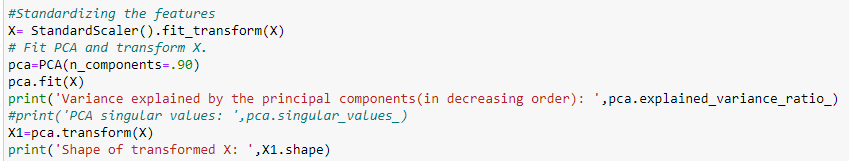 #Standardizing the features
X= StandardScaler().fit_transform(X)
# Fit PCA and transform X.
pca=PCA(n_components=.90)
pca.fit(X)
print('Variance explained by the principal components(in decreasing order): ',pca.explained_variance_ratio_)
#print('PCA singular values: ',pca.singular_values_)
X1=pca.transform(X)
print('Shape of transformed X: ',X1.shape)